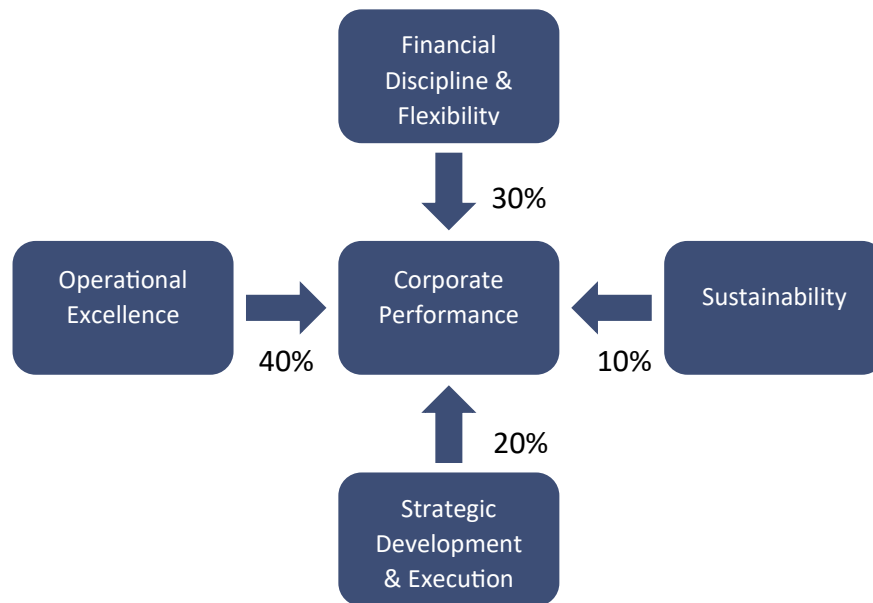 Financial
Discipline &
Flexibility
30%
Operational
Excellence
40%
Corporate
Performance
Sustainability
10%
20%
Strategic
Development
& Execution